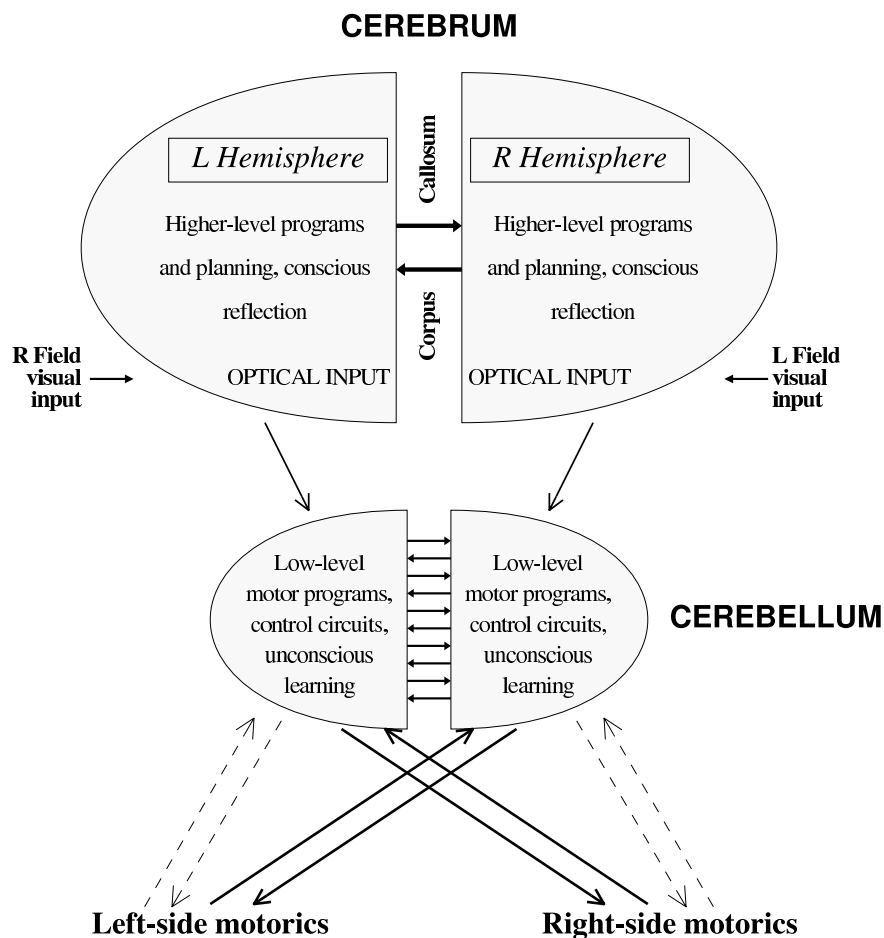 CEREBRUM
L Hemisphere
Higher-level programs
and planning, conscious
reflection
OPTICAL INPUT
Callosum
Corpus
R Hemisphere
Higher-level programs
and planning, conscious
reflection
OPTICAL INPUT
R Field
visual
input
L Field
visual
input
Low-level
motor programs,
control circuits,
unconscious
learning
Low-level
motor programs,
control circuits,
unconscious
learning
CEREBELLUM
Left-side motorics
Right-side motorics